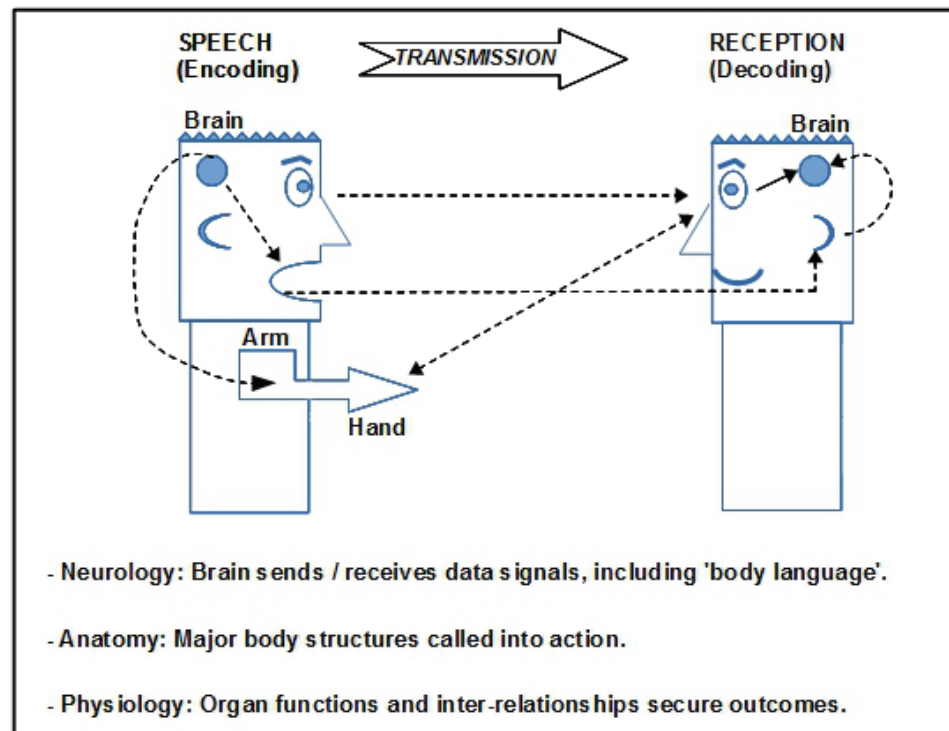 SPEECH
(Encoding)
TRANSMISSION
RECEPTION
(Decoding)
Brain
Brain
Arm
Hand
- Neurology: Brain sends / receives data signals, including 'body language'.
- Anatomy: Major body structures called into action.
- Physiology: Organ functions and inter-relationships secure outcomes.